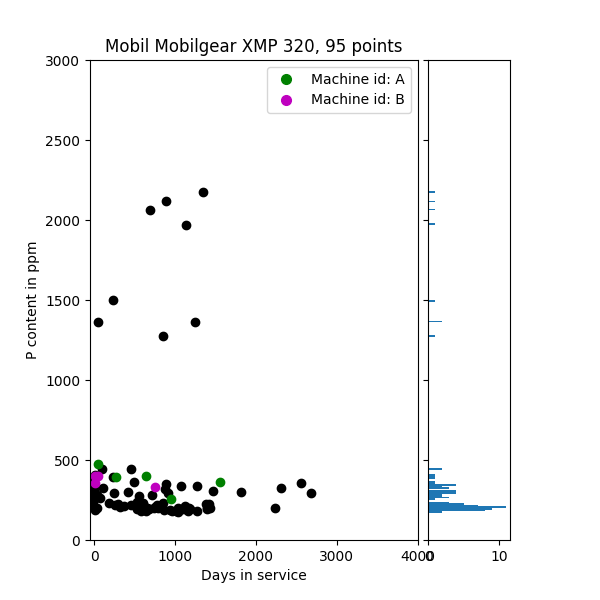 Mobil Mobilgear XMP 320, 95 points
Machine id: A
Machine id: B
P content in ppm
3000
2500
2000
1500
1000
500
0
0 1000 2000 3000 4000
0 10
Days in service